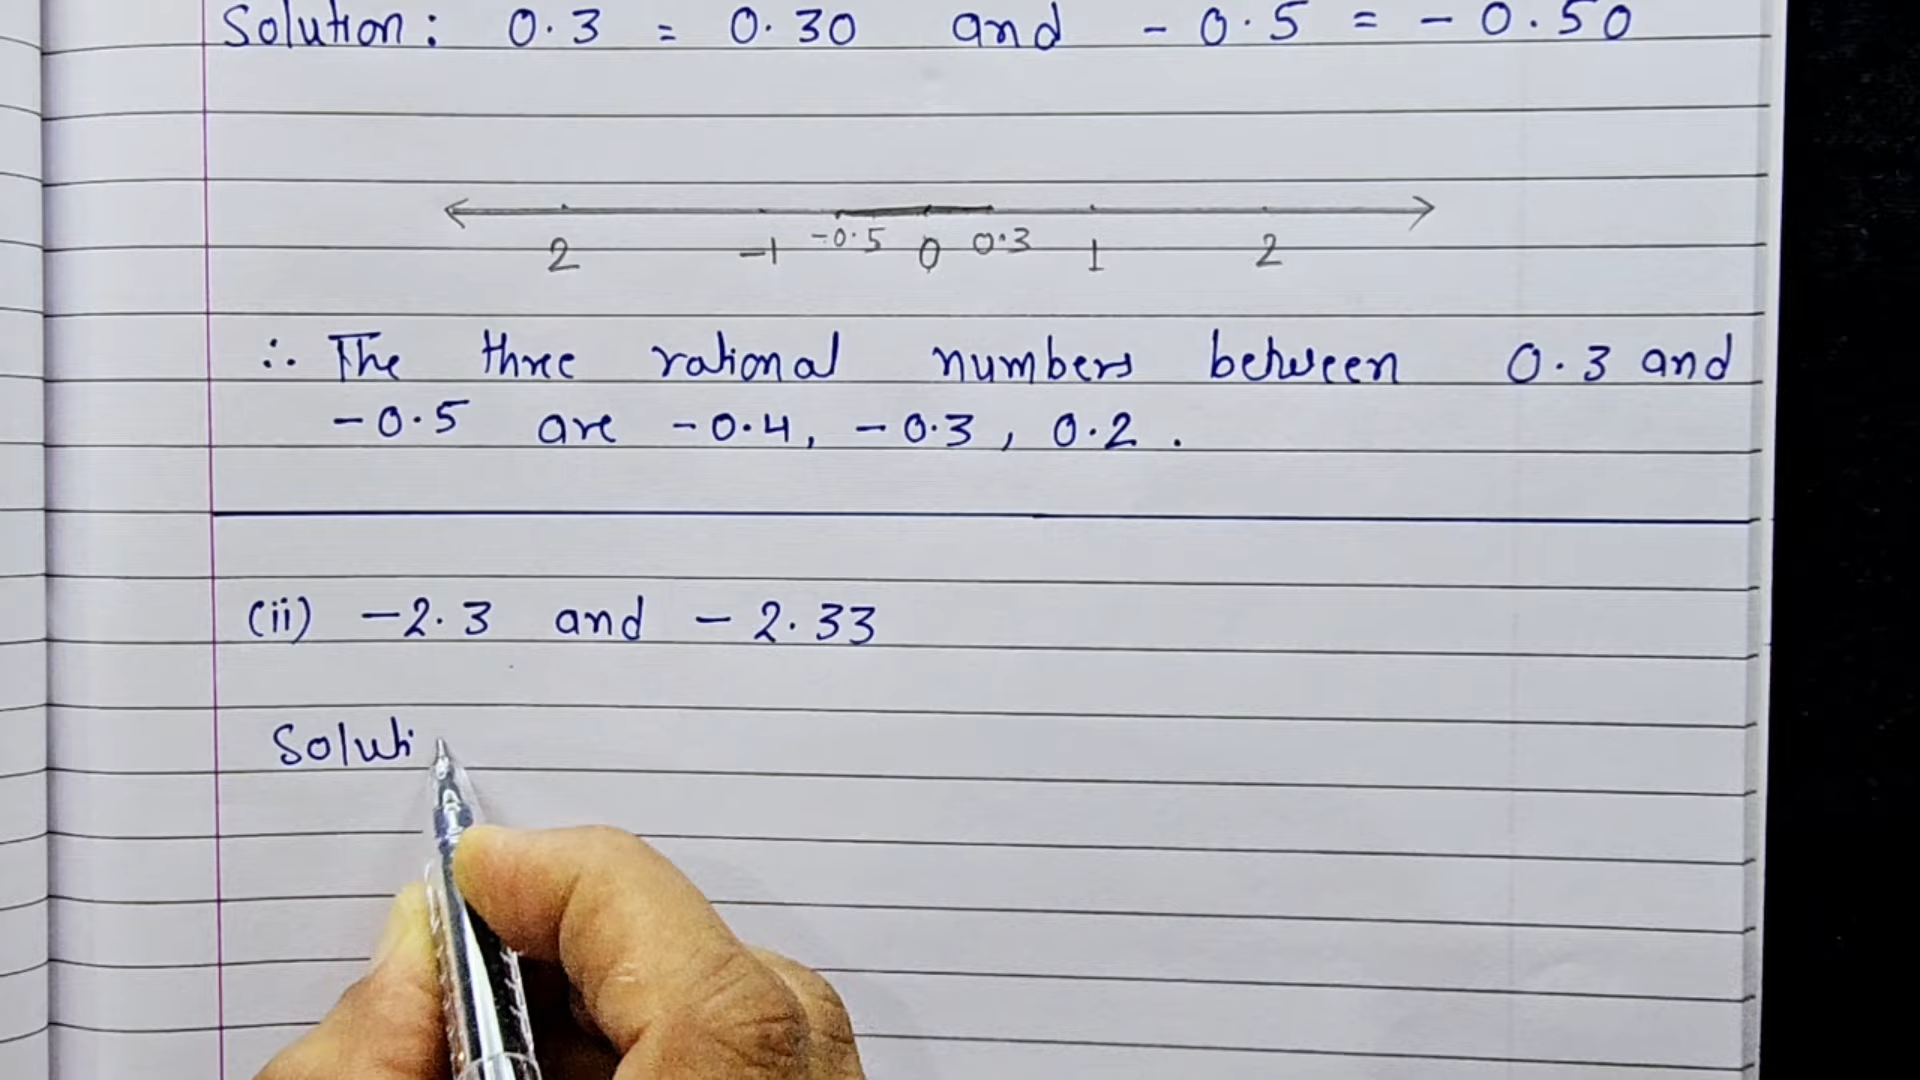 Solution: 0.3 = 0.30 and - 0.5 = - 0.50
-0.5 0.3
2 -1 0 1 2
∴ The three rational numbers between 0.3 and
-0.5 are -0.4, -0.3, 0.2.
(ii) -2.3 and - 2.33
Soluti